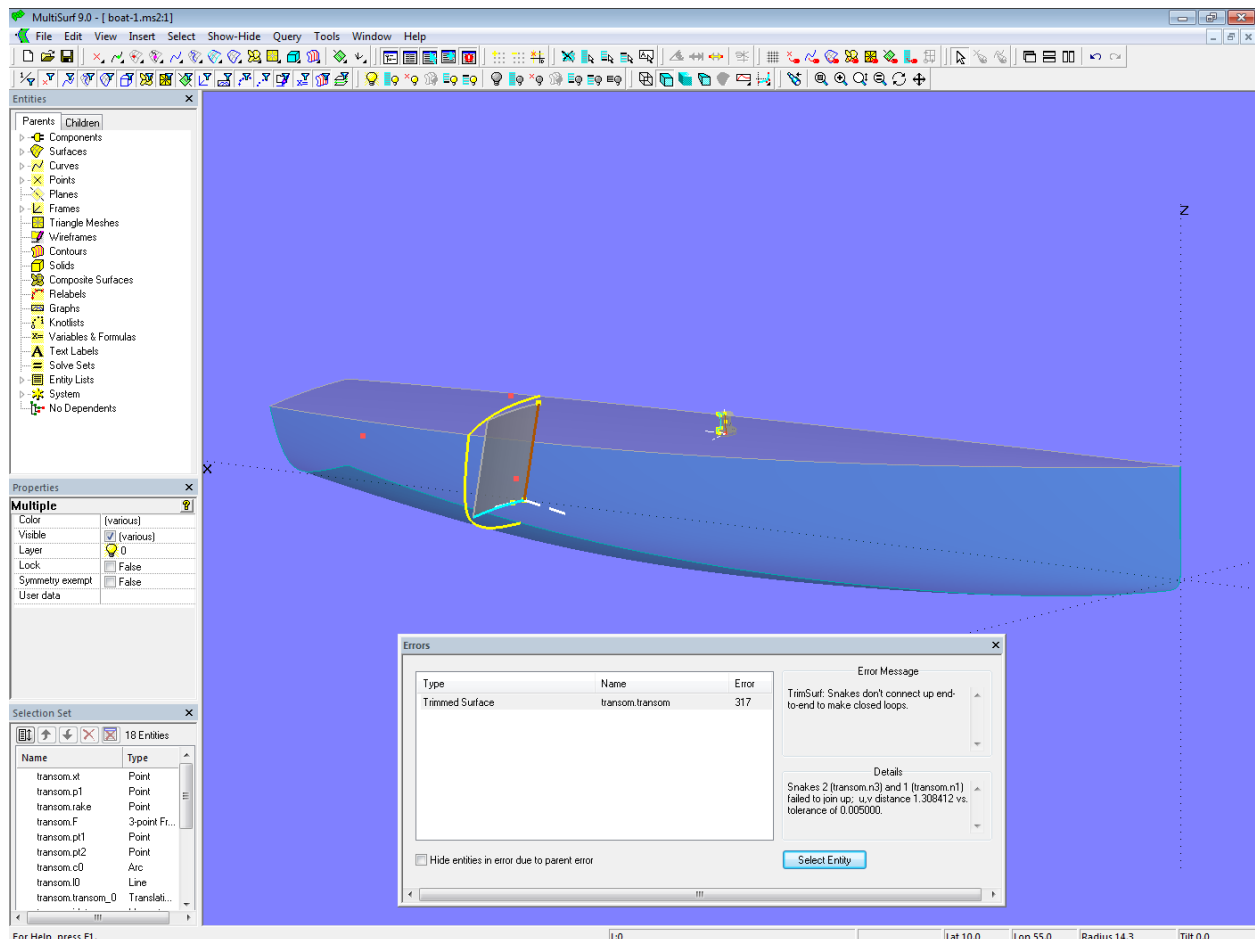 MultiSurf 9.0 - [ boat-1.ms2:1]
File Edit View Insert Select Show-Hide Query Tools Window Help
Entities
Parents Children
Components
Surfaces
Curves
Points
Planes
Frames
Triangle Meshes
Wireframes
Contours
Solids
Composite Surfaces
Relabels
Graphs
Knotlists
Variables & Formulas
Text Labels
Solve Sets
Entity Lists
System
No Dependents
Z
X
Properties
Multiple
Color (various)
Visible (various)
Layer 0
Lock False
Symmetry exempt False
User data
Selection Set
18 Entities
Name Type
transom.xt Point
transom.p1 Point
transom.rake Point
transom.F 3-point Fr...
transom.pt1 Point
transom.pt2 Point
transom.c0 Arc
transom.l0 Line
transom.transom_0 Translati...
Errors
Type Name Error
Trimmed Surface transom.transom 317
Hide entities in error due to parent error
Error Message
TrimSurf: Snakes don't connect up end-
to-end to make closed loops.
Details
Snakes 2 (transom.n3) and 1 (transom.n1)
failed to join up; u,v distance 1.308412 vs.
tolerance of 0.005000.
Select Entity
For Help, press F1. L:0 Lat 10.0 Lon 55.0 Radius 14.3 Tilt 0.0